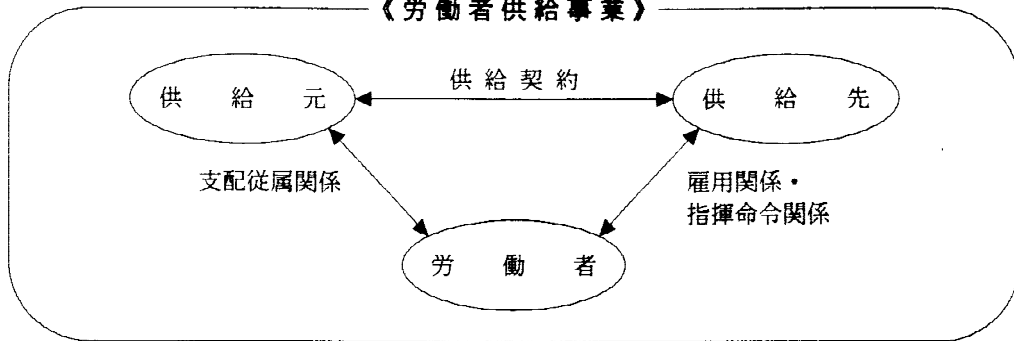 《労働者供給事業》
供給契約
供給元
供給先
支配従属関係
雇用関係・
指揮命令関係
労働者